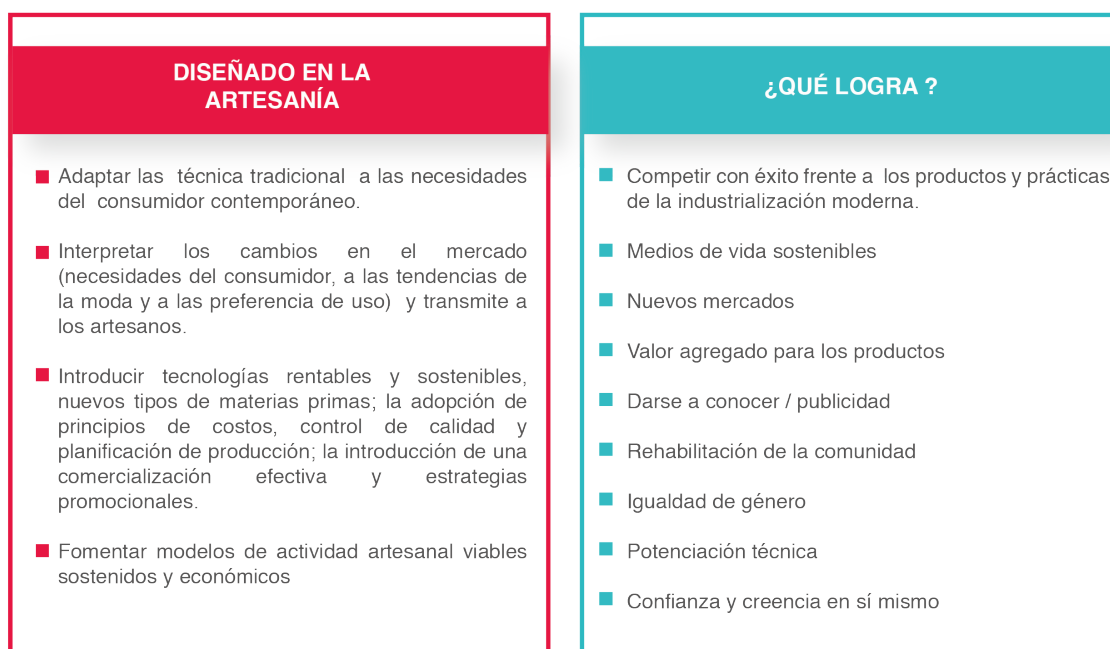 DISEÑADO EN LA
ARTESANÍA
Adaptar las técnica tradicional a las necesidades
del consumidor contemporáneo.
Interpretar los cambios en el mercado
(necesidades del consumidor, a las tendencias de
la moda y a las preferencia de uso) y transmite a
los artesanos.
Introducir tecnologías rentables y sostenibles,
nuevos tipos de materias primas; la adopción de
principios de costos, control de calidad y
planificación de producción; la introducción de una
comercialización efectiva y estrategias
promocionales.
Fomentar modelos de actividad artesanal viables
sostenidos y económicos
¿QUÉ LOGRA ?
Competir con éxito frente a los productos y prácticas
de la industrialización moderna.
Medios de vida sostenibles
Nuevos mercados
Valor agregado para los productos
Darse a conocer / publicidad
Rehabilitación de la comunidad
Igualdad de género
Potenciación técnica
Confianza y creencia en sí mismo